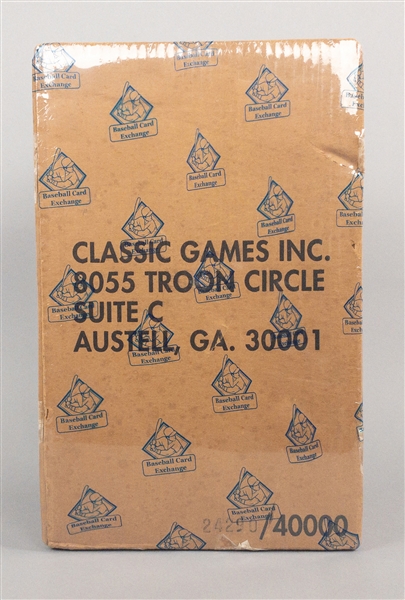 CLASSIC GAMES INC.
8055 TROON CIRCLE
SUITE C
AUSTELL, GA. 30001
/40000
Baseball Card
Exchange